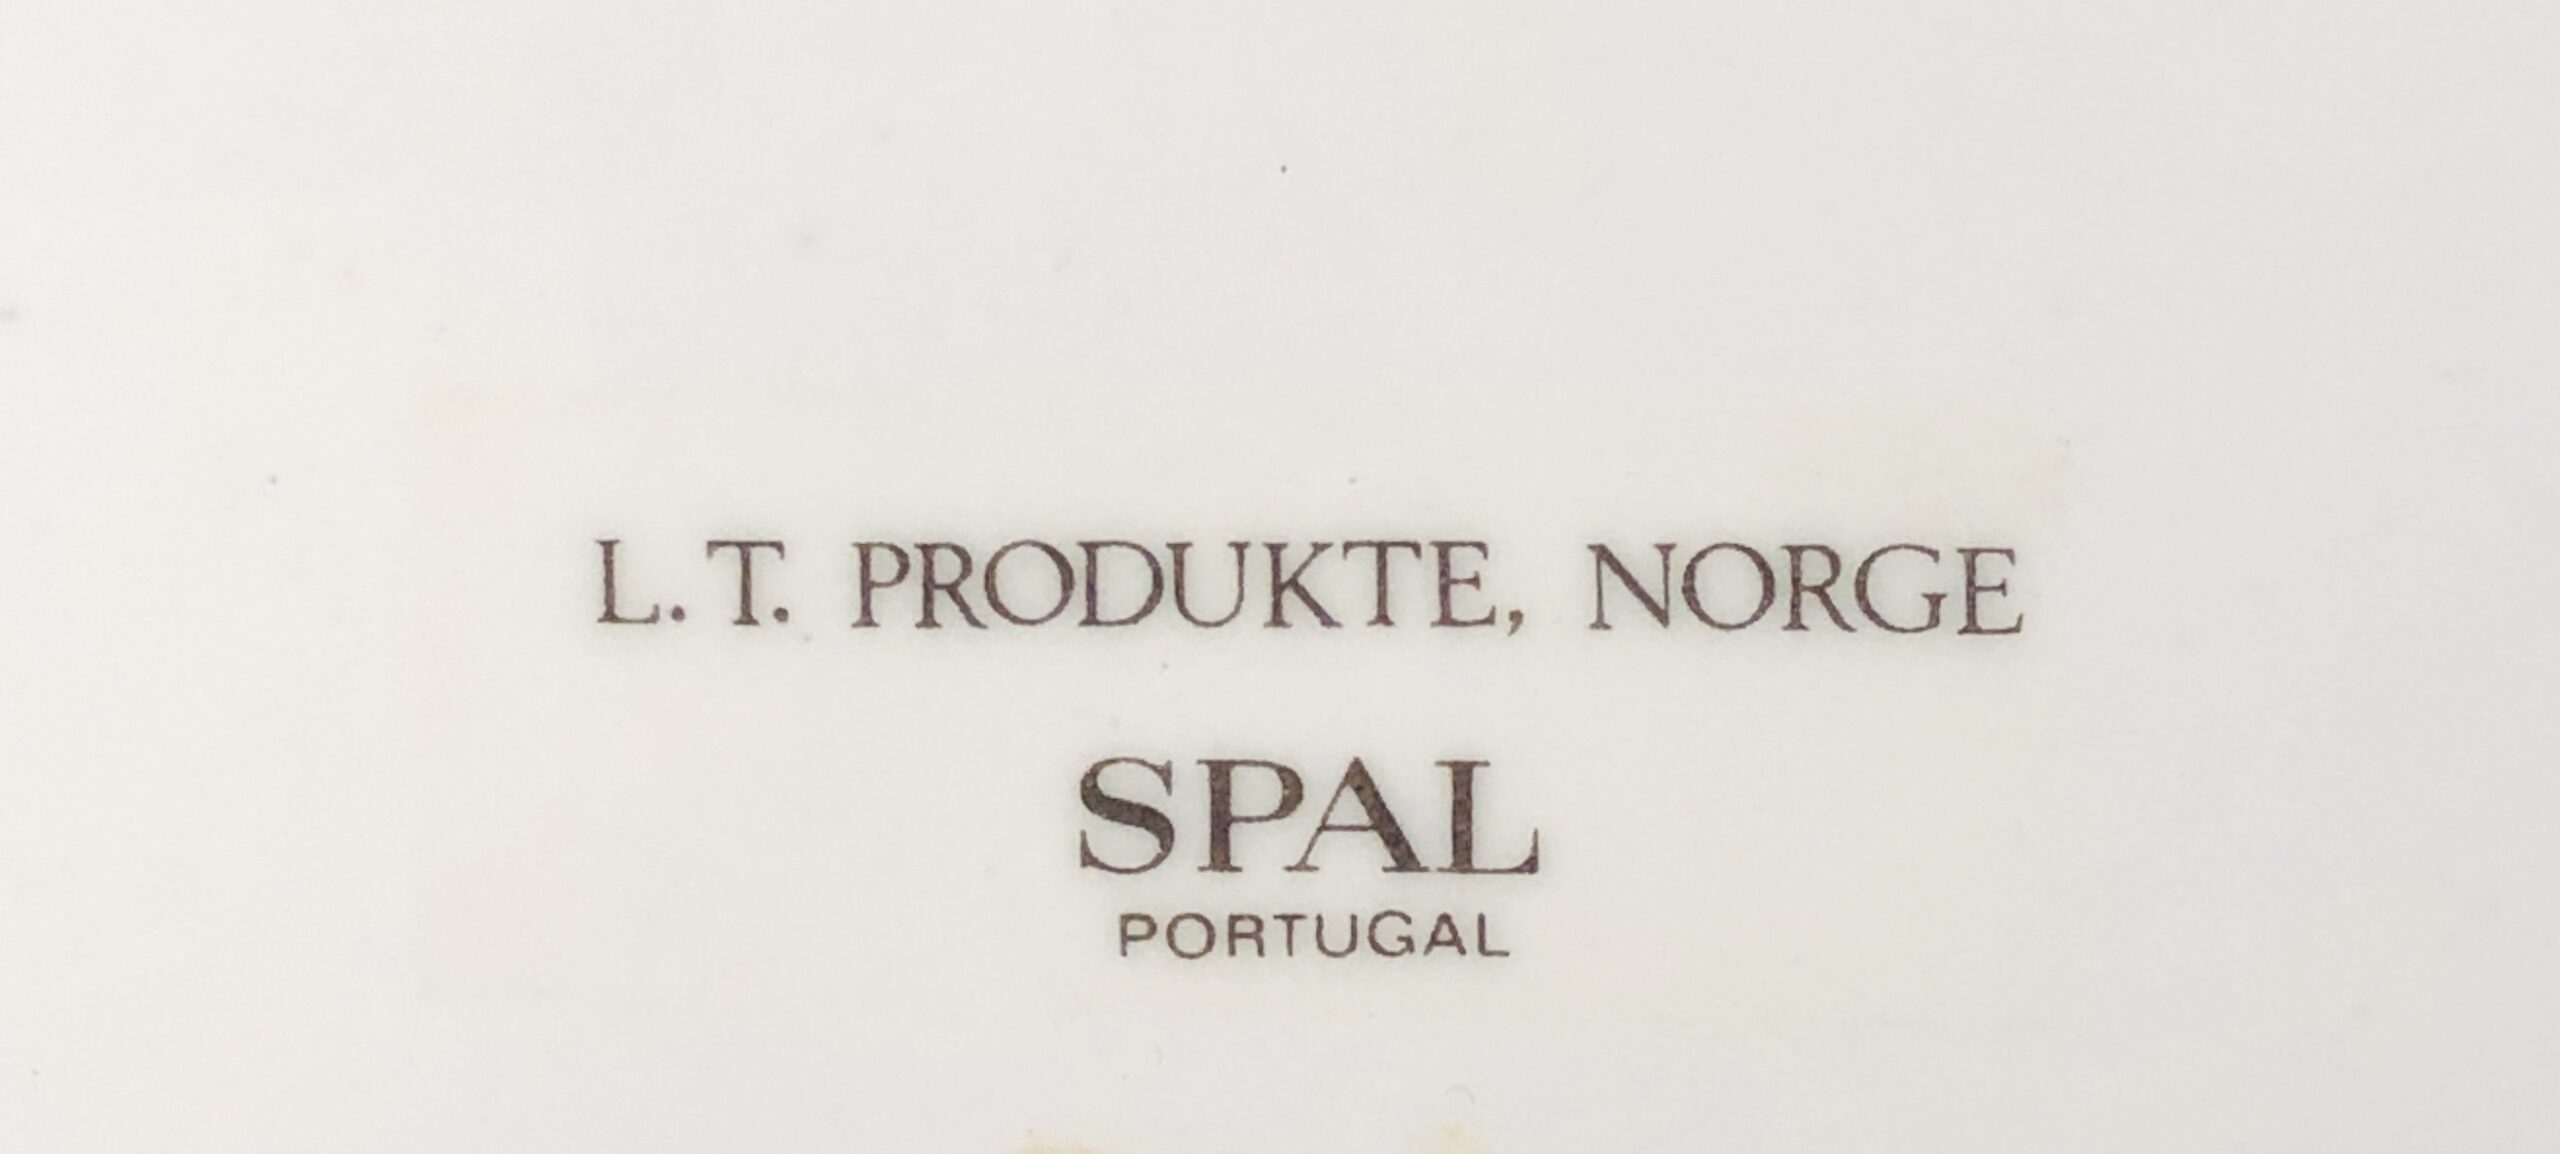 L.T. PRODUKTE, NORGE
SPAL
PORTUGAL